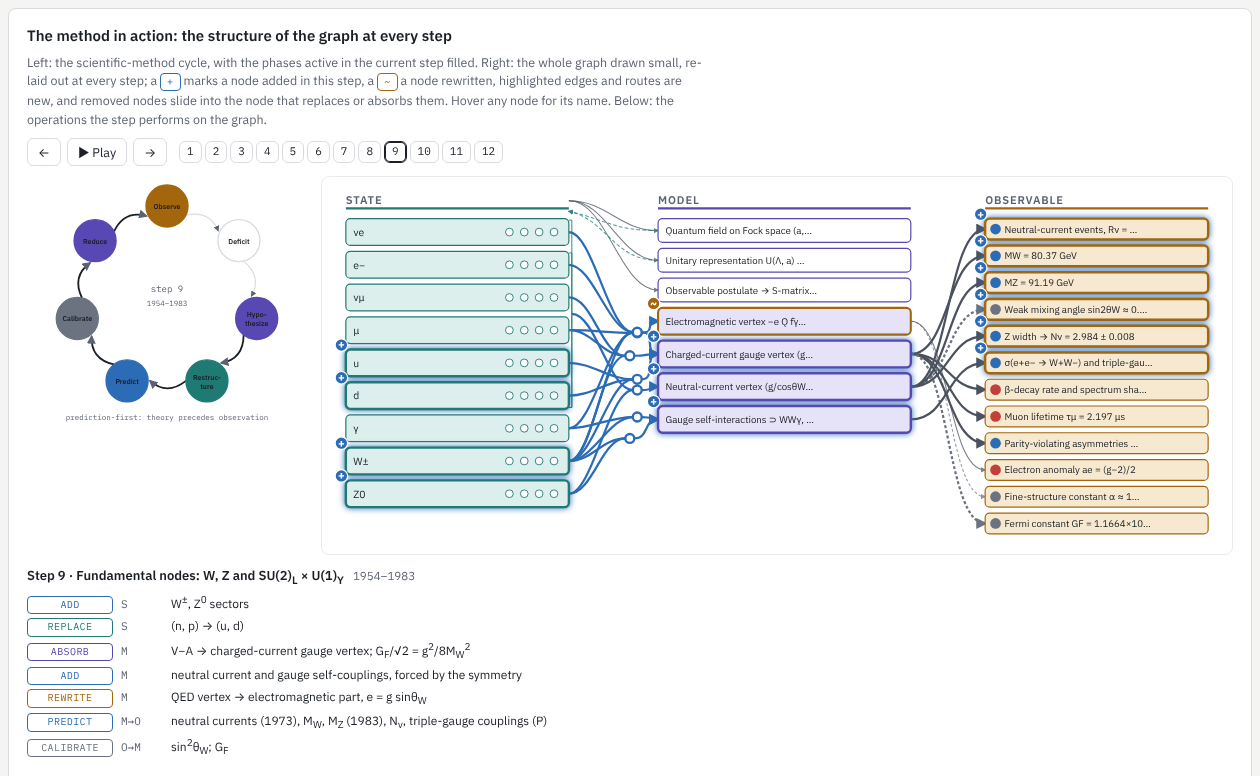 The method in action: the structure of the graph at every step
Left: the scientific-method cycle, with the phases active in the current step filled. Right: the whole graph drawn small, re-
laid out at every step; a + marks a node added in this step, a ~ a node rewritten, highlighted edges and routes are
new, and removed nodes slide into the node that replaces or absorbs them. Hover any node for its name. Below: the
operations the step performs on the graph.
← ▶ Play → 1 2 3 4 5 6 7 8 9 10 11 12
Observe
Deficit
Hypo-
thesize
Restruc-
ture
Predict
Calibrate
Reduce
step 9
1954–1983
prediction-first: theory precedes observation
STATE
νe
e−
νμ
μ
u
d
γ
W±
Z0
MODEL
Quantum field on Fock space (a,…
Unitary representation U(Λ, a) …
Observable postulate → S-matrix…
Electromagnetic vertex −e Q f̄γ…
Charged-current gauge vertex (g…
Neutral-current vertex (g/cosθW…
Gauge self-interactions ⊃ WWγ, …
OBSERVABLE
Neutral-current events, Rν = …
MW = 80.37 GeV
MZ = 91.19 GeV
Weak mixing angle sin2θW ≈ 0.…
Z width → Nν = 2.984 ± 0.008
σ(e+e− → W+W−) and triple-gau…
β-decay rate and spectrum sha…
Muon lifetime τμ = 2.197 μs
Parity-violating asymmetries …
Electron anomaly ae = (g−2)/2
Fine-structure constant α ≈ 1…
Fermi constant GF = 1.1664×10…
Step 9 · Fundamental nodes: W, Z and SU(2)L × U(1)Y 1954–1983
ADD S W±, Z0 sectors
REPLACE S (n, p) → (u, d)
ABSORB M V−A → charged-current gauge vertex; GF/√2 = g2/8MW2
ADD M neutral current and gauge self-couplings, forced by the symmetry
REWRITE M QED vertex → electromagnetic part, e = g sinθW
PREDICT M→O neutral currents (1973), MW, MZ (1983), Nν, triple-gauge couplings (P)
CALIBRATE O→M sin2θW; GF